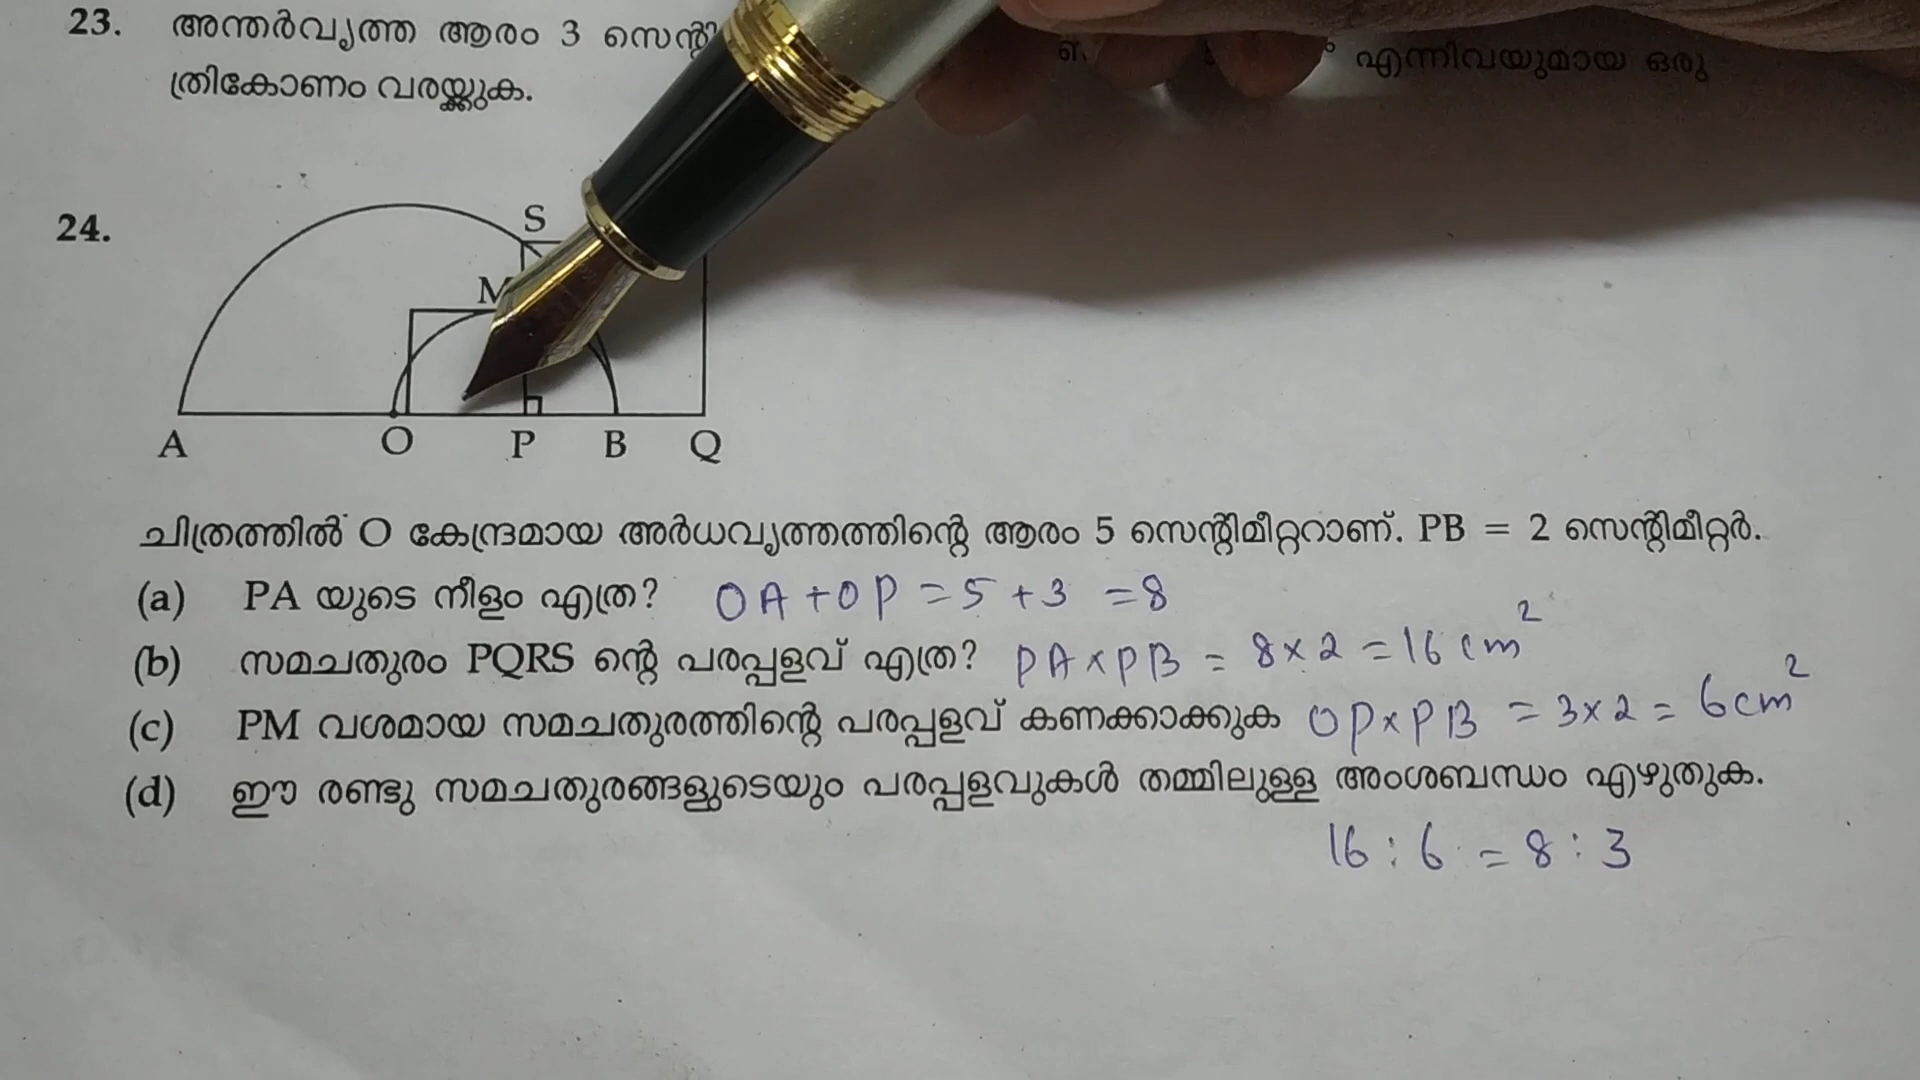 23. അന്തർവൃത്ത ആരം 3 എന്നിവയുമായ ഒരു
ത്രികോണം വരയ്ക്കുക.
24.
S
M
A O P B Q
ചിത്രത്തിൽ O കേന്ദ്രമായ അർധവൃത്തത്തിന്റെ ആരം 5 സെന്റിമീറ്ററാണ്. PB = 2 സെന്റിമീറ്റർ.
(a) PA യുടെ നീളം എത്ര? OA + OP = 5 + 3 = 8
(b) സമചതുരം PQRS ന്റെ പരപ്പളവ് എത്ര? PA × PB = 8 × 2 = 16 cm²
(c) PM വശമായ സമചതുരത്തിന്റെ പരപ്പളവ് കണക്കാക്കുക OP × PB = 3 × 2 = 6 cm²
(d) ഈ രണ്ടു സമചതുരങ്ങളുടെയും പരപ്പളവുകൾ തമ്മിലുള്ള അംശബന്ധം എഴുതുക.
16 : 6 = 8 : 3